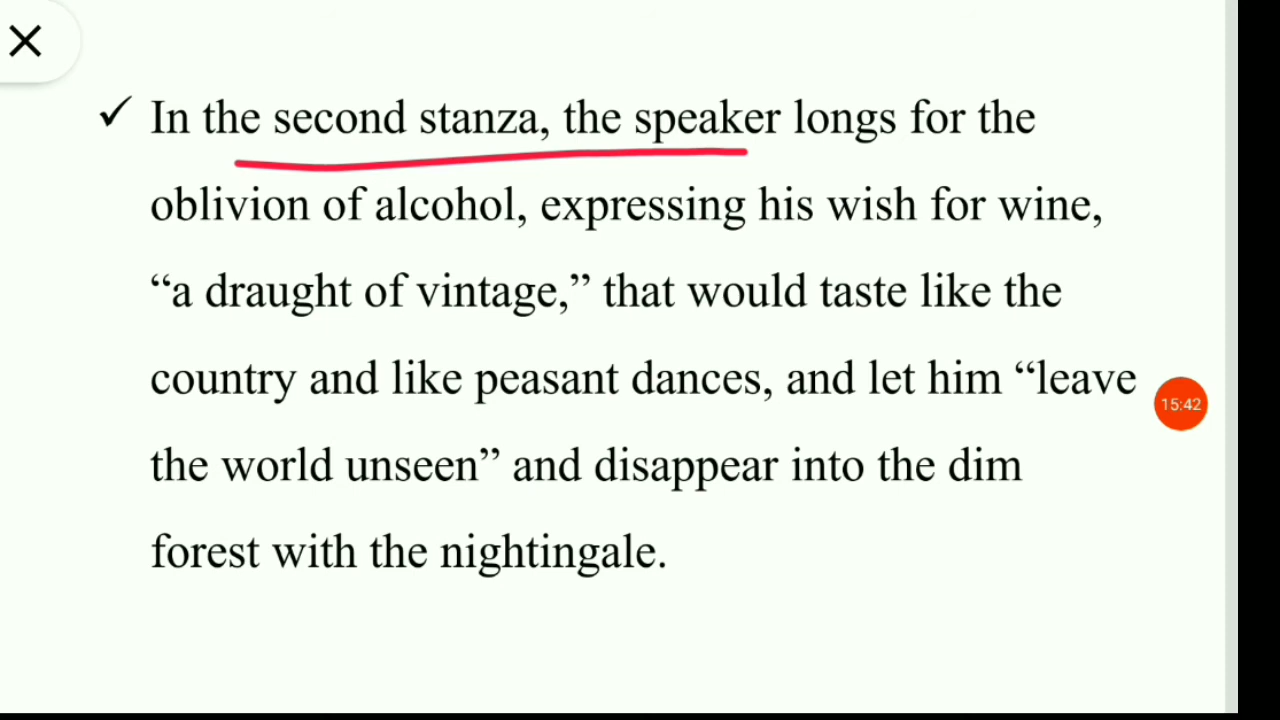 In the second stanza, the speaker longs for the
oblivion of alcohol, expressing his wish for wine,
“a draught of vintage,” that would taste like the
country and like peasant dances, and let him “leave
15:42
the world unseen” and disappear into the dim
forest with the nightingale.